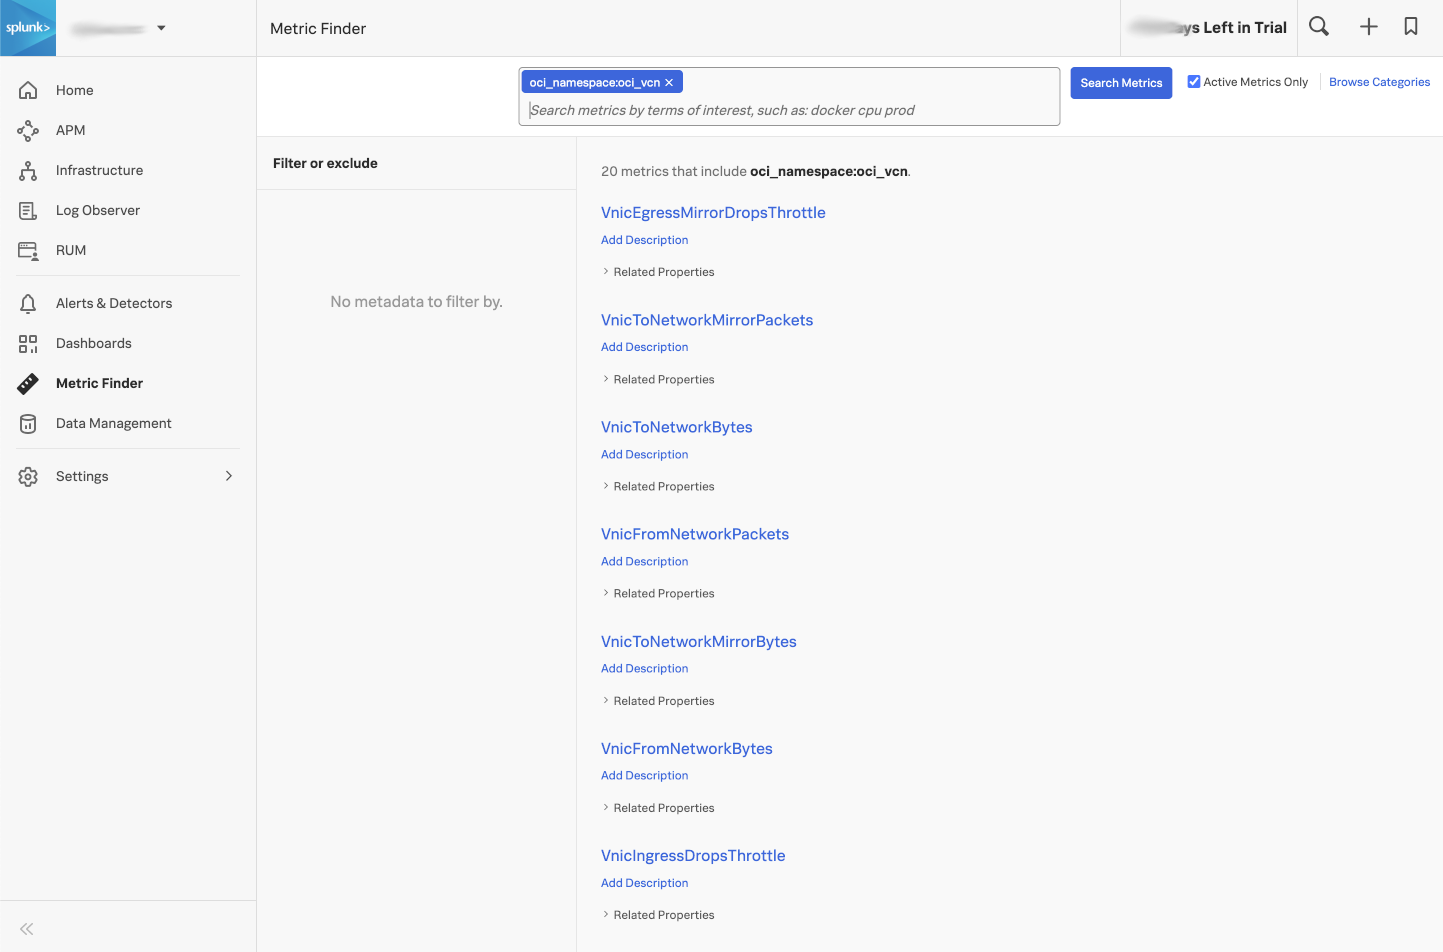 splunk>
Metric Finder
Left in Trial
Home
APM
Infrastructure
Log Observer
RUM
Alerts & Detectors
Dashboards
Metric Finder
Data Management
Settings
oci_namespace:oci_vcn ×
Search metrics by terms of interest, such as: docker cpu prod
Search Metrics
Active Metrics Only
Browse Categories
Filter or exclude
No metadata to filter by.
20 metrics that include oci_namespace:oci_vcn.
VnicEgressMirrorDropsThrottle
Add Description
Related Properties
VnicToNetworkMirrorPackets
Add Description
Related Properties
VnicToNetworkBytes
Add Description
Related Properties
VnicFromNetworkPackets
Add Description
Related Properties
VnicToNetworkMirrorBytes
Add Description
Related Properties
VnicFromNetworkBytes
Add Description
Related Properties
VnicIngressDropsThrottle
Add Description
Related Properties